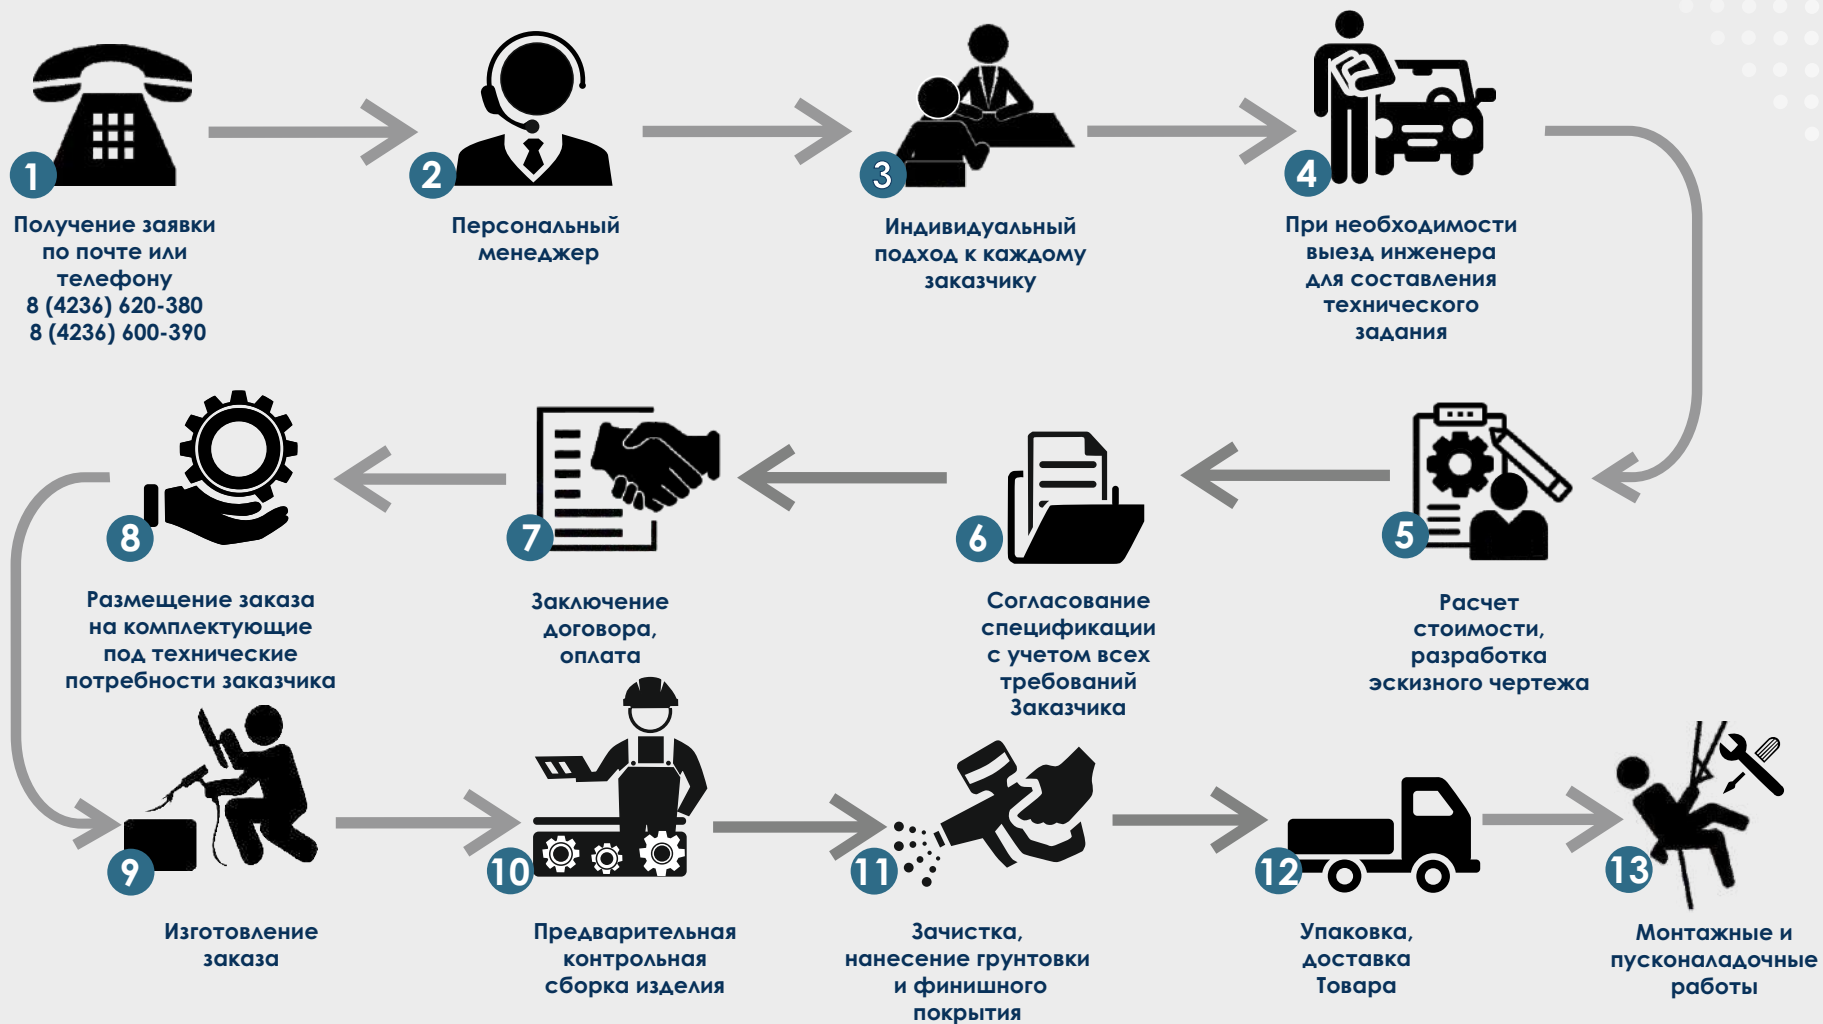 1
Получение заявки
по почте или
телефону
8 (4236) 620-380
8 (4236) 600-390
2
Персональный
менеджер
3
Индивидуальный
подход к каждому
заказчику
4
При необходимости
выезд инженера
для составления
технического
задания
5
Расчет
стоимости,
разработка
эскизного чертежа
6
Согласование
спецификации
с учетом всех
требований
Заказчика
7
Заключение
договора,
оплата
8
Размещение заказа
на комплектующие
под технические
потребности заказчика
9
Изготовление
заказа
10
Предварительная
контрольная
сборка изделия
11
Зачистка,
нанесение грунтовки
и финишного
покрытия
12
Упаковка,
доставка
Товара
13
Монтажные и
пусконаладочные
работы